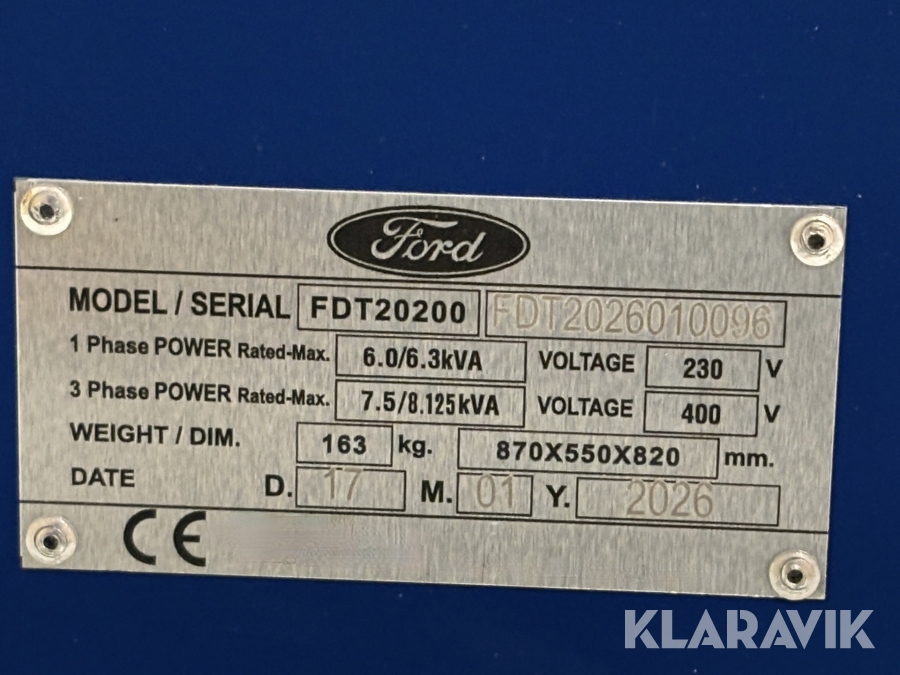 Ford
MODEL / SERIAL FDT20200 FDT2026010096
1 Phase POWER Rated-Max. 6.0/6.3kVA VOLTAGE 230 V
3 Phase POWER Rated-Max. 7.5/8.125kVA VOLTAGE 400 V
WEIGHT / DIM. 163 kg. 870X550X820 mm.
DATE D. 17 M. 01 Y. 2026
CE
KLARAVIK